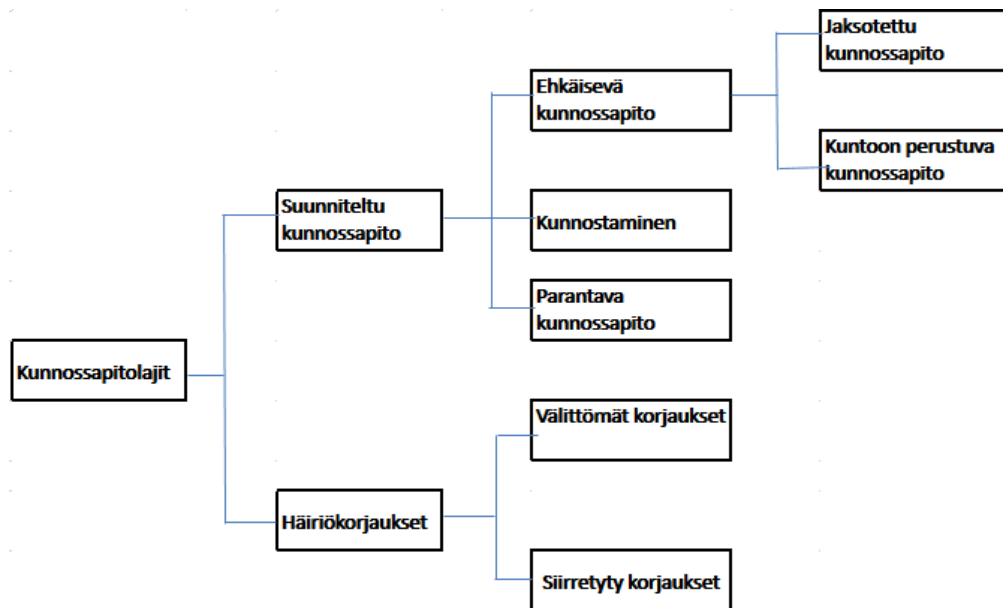 Jaksotettu
kunnossapito
Ehkäisevä
kunnossapito
Kuntoon perustuva
kunnossapito
Suunniteltu
kunnossapito
Kunnostaminen
Parantava
kunnossapito
Kunnossapitolajit
Välittömät korjaukset
Häiriökorjaukset
Siirretyty korjaukset